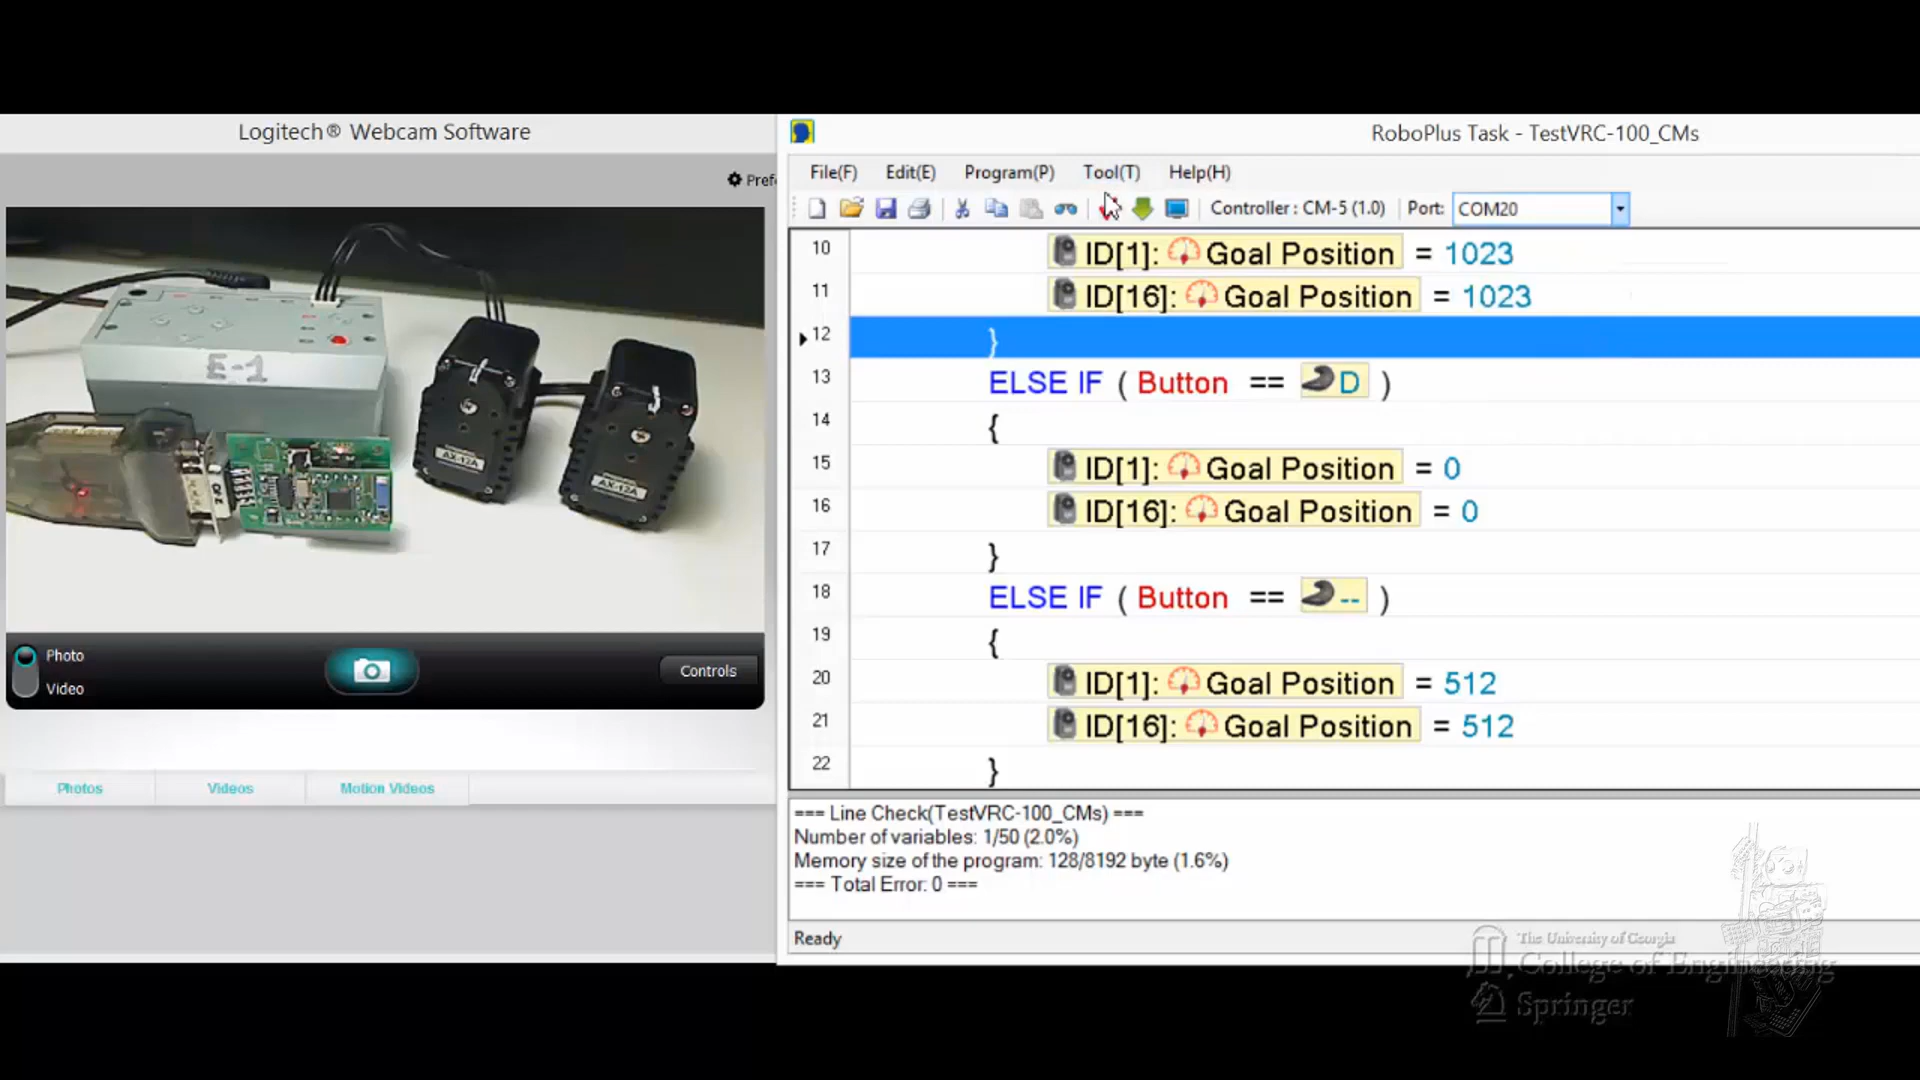 Logitech® Webcam Software
Pref
E-1
AX-12A
AX-12A
Photo
Video
Controls
Photos
Videos
Motion Videos
RoboPlus Task - TestVRC-100_CMs
File(F) Edit(E) Program(P) Tool(T) Help(H)
Controller : CM-5 (1.0) Port: COM20
10 ID[1]: Goal Position = 1023
11 ID[16]: Goal Position = 1023
12 }
13 ELSE IF ( Button == D )
14 {
15 ID[1]: Goal Position = 0
16 ID[16]: Goal Position = 0
17 }
18 ELSE IF ( Button == -- )
19 {
20 ID[1]: Goal Position = 512
21 ID[16]: Goal Position = 512
22 }
=== Line Check(TestVRC-100_CMs) ===
Number of variables: 1/50 (2.0%)
Memory size of the program: 128/8192 byte (1.6%)
=== Total Error: 0 ===
Ready
The University of Georgia
College of Engineering
Springer